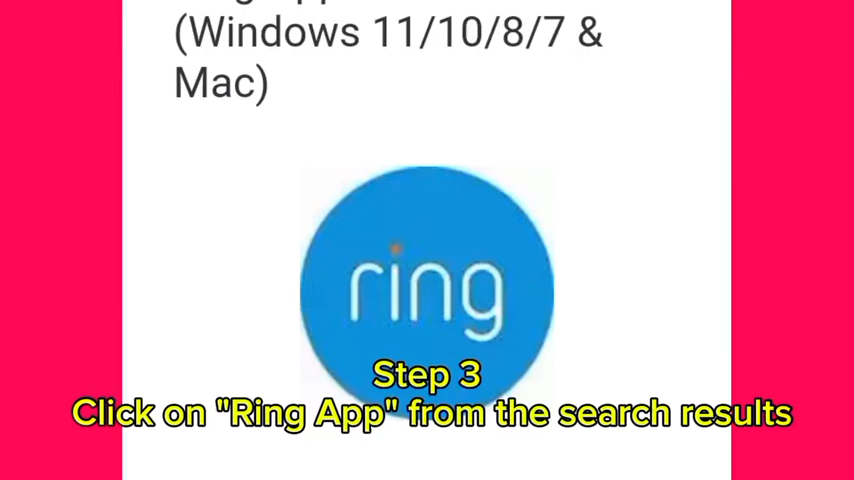 (Windows 11/10/8/7 &
Mac)
ring
Step 3
Click on "Ring App" from the search results